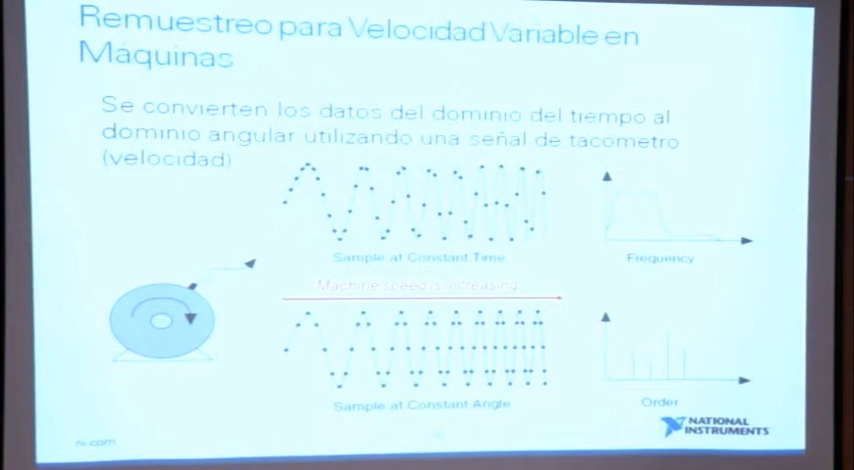 Remuestreo para Velocidad Variable en
Máquinas
Se convierten los datos del dominio del tiempo al
dominio angular utilizando una señal de tacómetro
(velocidad)
Sample at Constant Time
Frequency
Machine speed is increasing
Sample at Constant Angle
Order
NATIONAL
INSTRUMENTS
ni.com